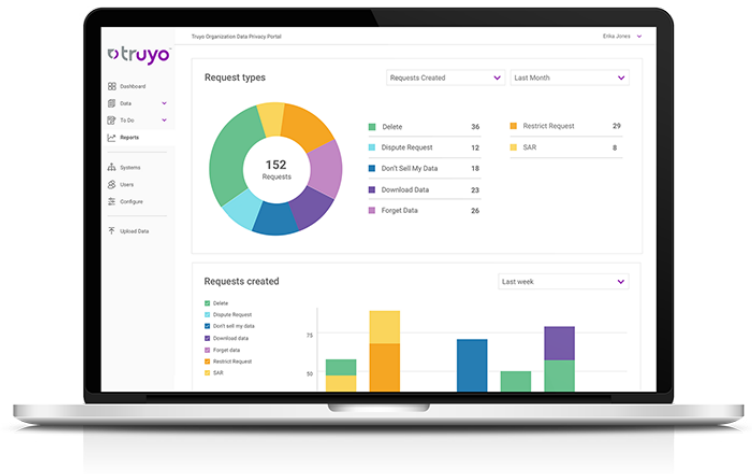 Truyo Organization Data Privacy Portal
Erika Jones
truyo
Dashboard
Data
To Do
Reports
Systems
Users
Configure
Upload Data
Request types
Requests Created
Last Month
152
Requests
Delete 36
Dispute Request 12
Don't Sell My Data 18
Download Data 23
Forget Data 26
Restrict Request 29
SAR 8
Requests created
Last week
Delete
Dispute Request
Don't sell my data
Download data
Forget data
Restrict Request
SAR
75
50